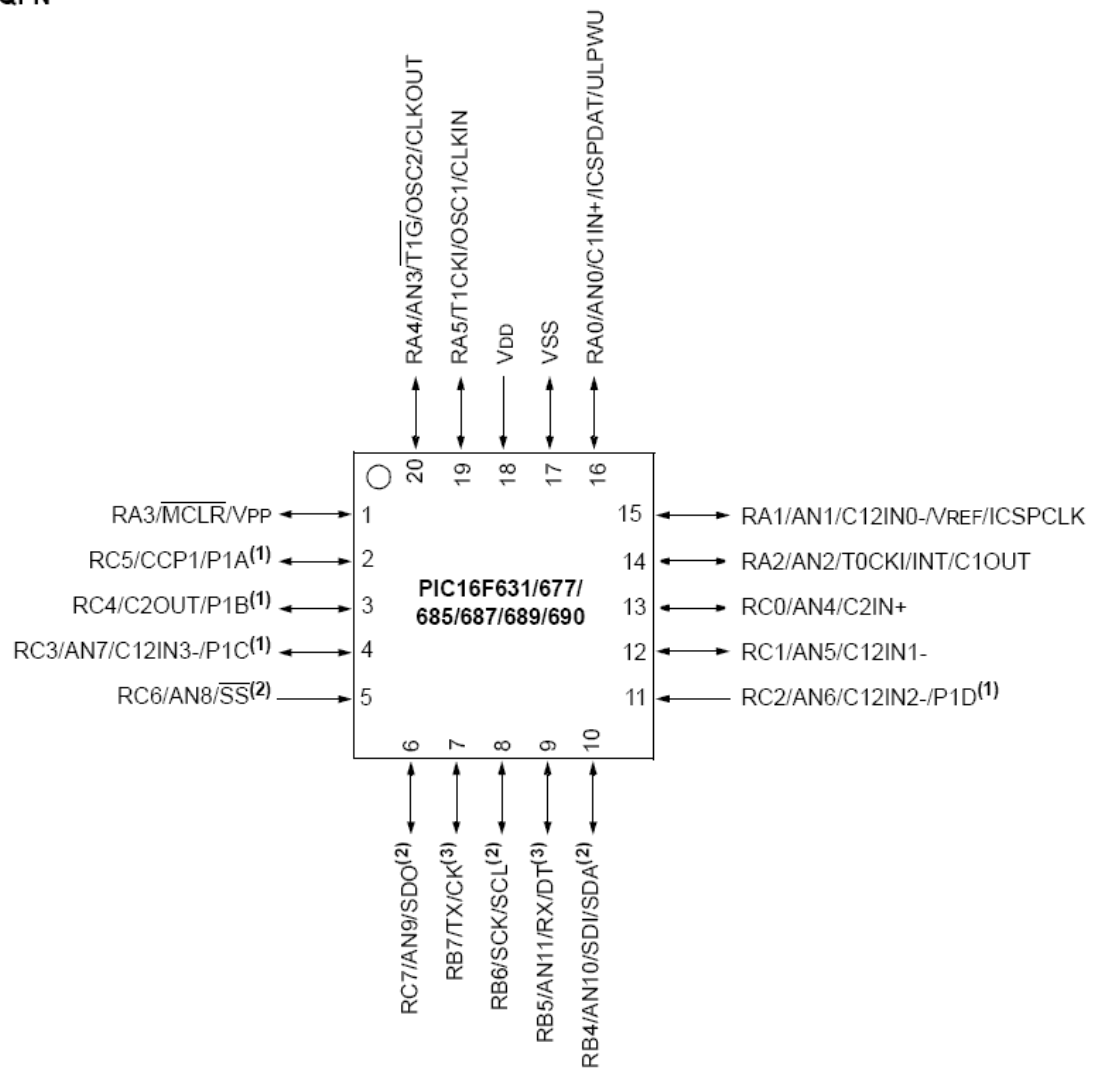 RA4/AN3/T1G/OSC2/CLKOUT
RA5/T1CKI/OSC1/CLKIN
VDD
VSS
RA0/AN0/C1IN+/ICSPDAT/ULPWU
20
19
18
17
16
RA3/MCLR/VPP
1
RC5/CCP1/P1A(1)
2
RC4/C2OUT/P1B(1)
3
RC3/AN7/C12IN3-/P1C(1)
4
RC6/AN8/SS(2)
5
PIC16F631/677/
685/687/689/690
15
RA1/AN1/C12IN0-/VREF/ICSPCLK
14
RA2/AN2/T0CKI/INT/C1OUT
13
RC0/AN4/C2IN+
12
RC1/AN5/C12IN1-
11
RC2/AN6/C12IN2-/P1D(1)
6
7
8
9
10
RC7/AN9/SDO(2)
RB7/TX/CK(3)
RB6/SCK/SCL(2)
RB5/AN11/RX/DT(3)
RB4/AN10/SDI/SDA(2)